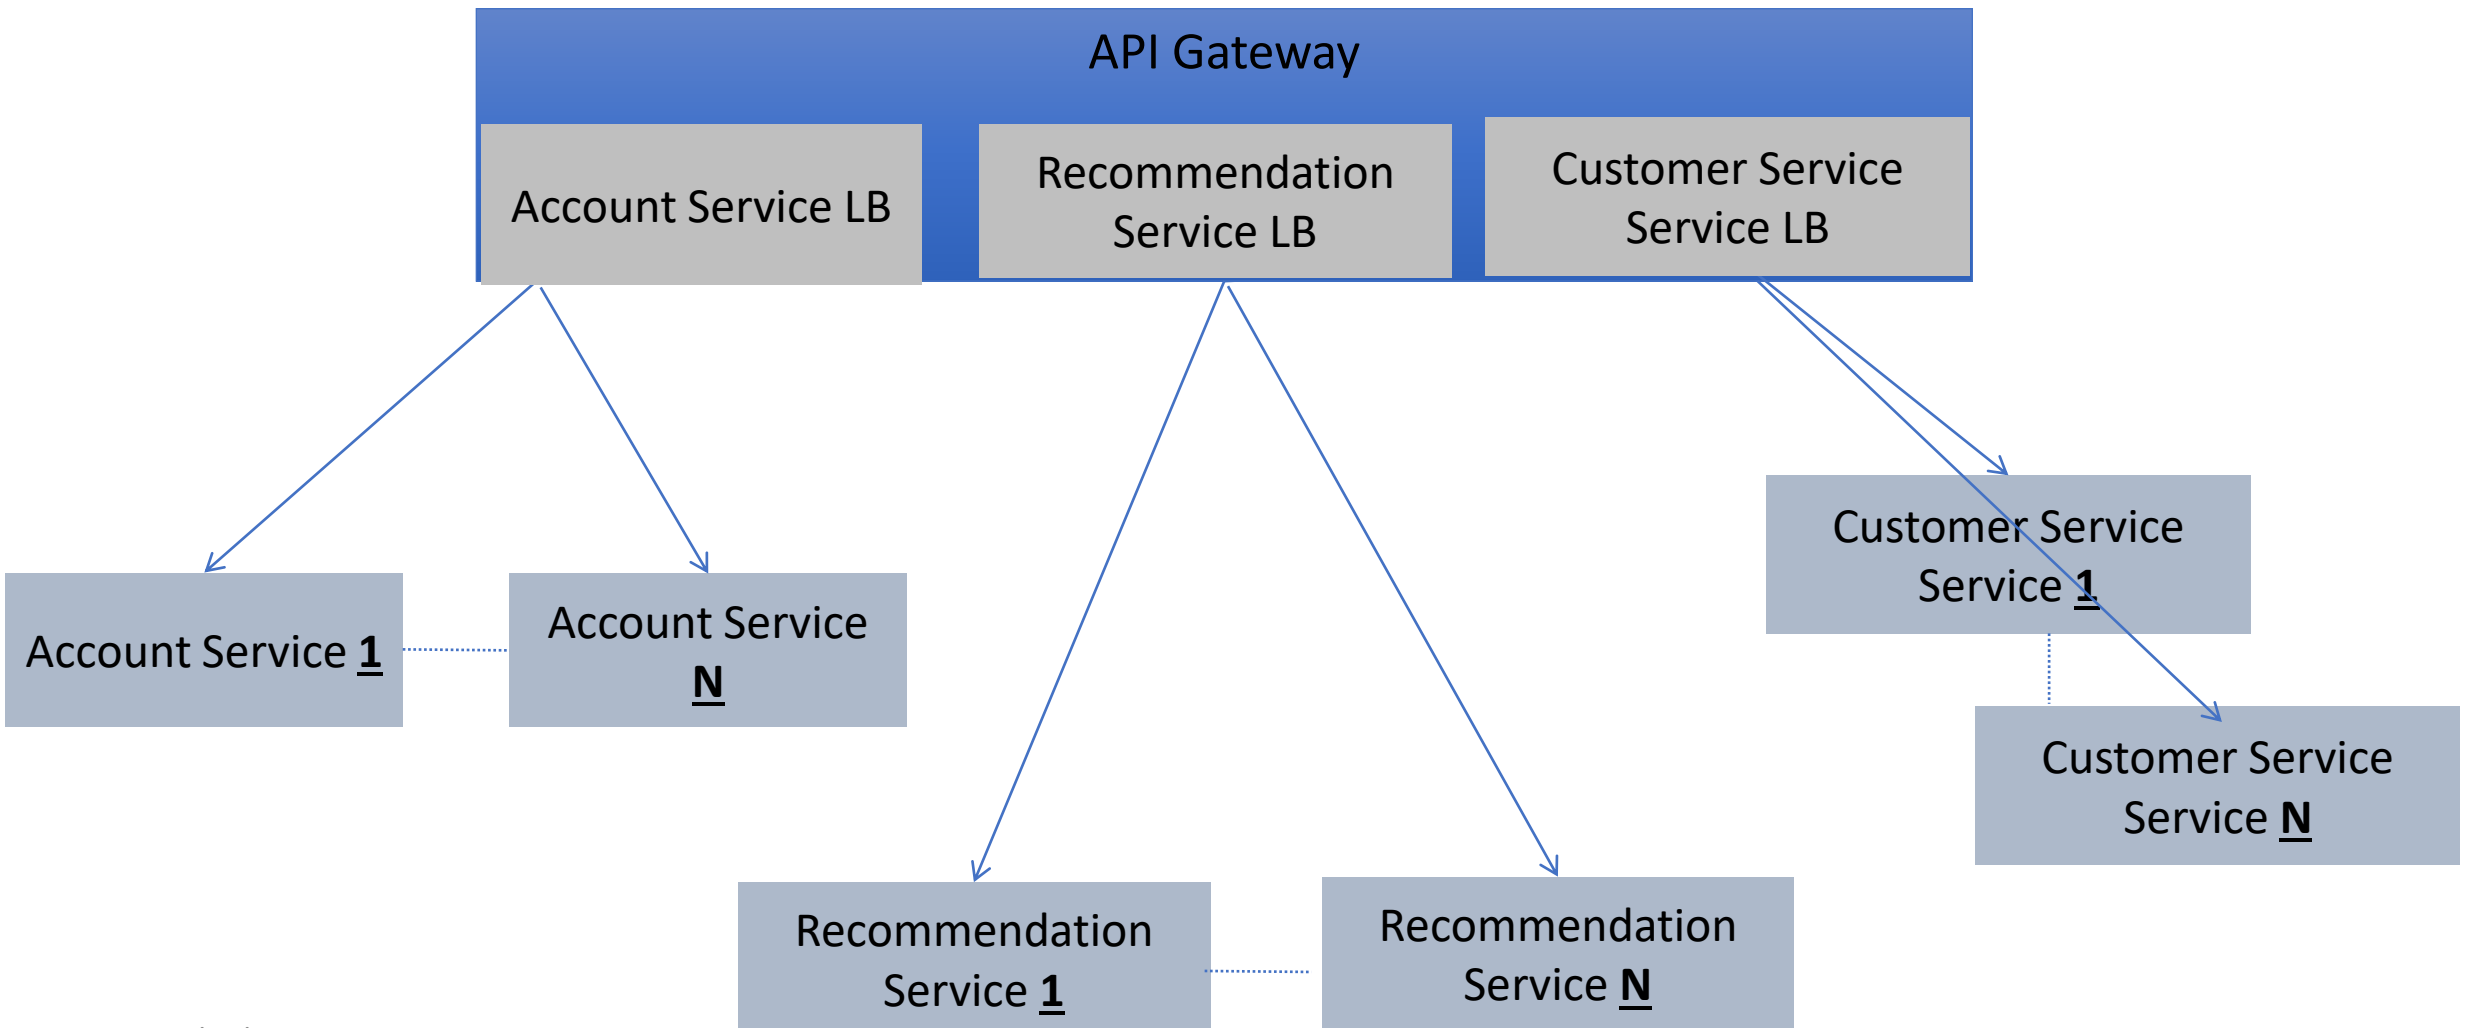 API Gateway
Account Service LB
Recommendation
Service LB
Customer Service
Service LB
Customer Service
Service 1
Account Service 1
Account Service
N
Customer Service
Service N
Recommendation
Service 1
Recommendation
Service N